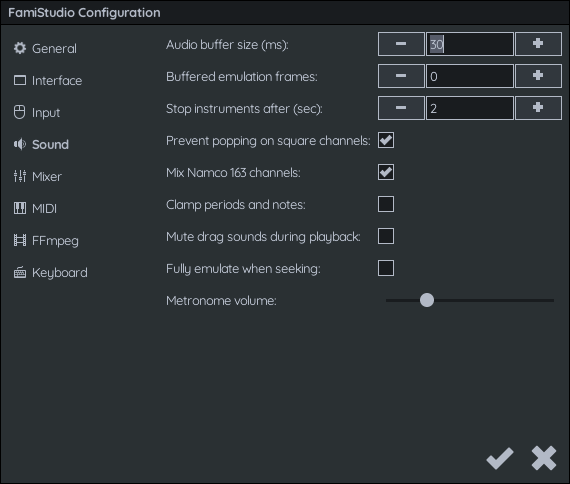 FamiStudio Configuration
General
Interface
Input
Sound
Mixer
MIDI
FFmpeg
Keyboard
Audio buffer size (ms): 30
Buffered emulation frames: 0
Stop instruments after (sec): 2
Prevent popping on square channels:
Mix Namco 163 channels:
Clamp periods and notes:
Mute drag sounds during playback:
Fully emulate when seeking:
Metronome volume: